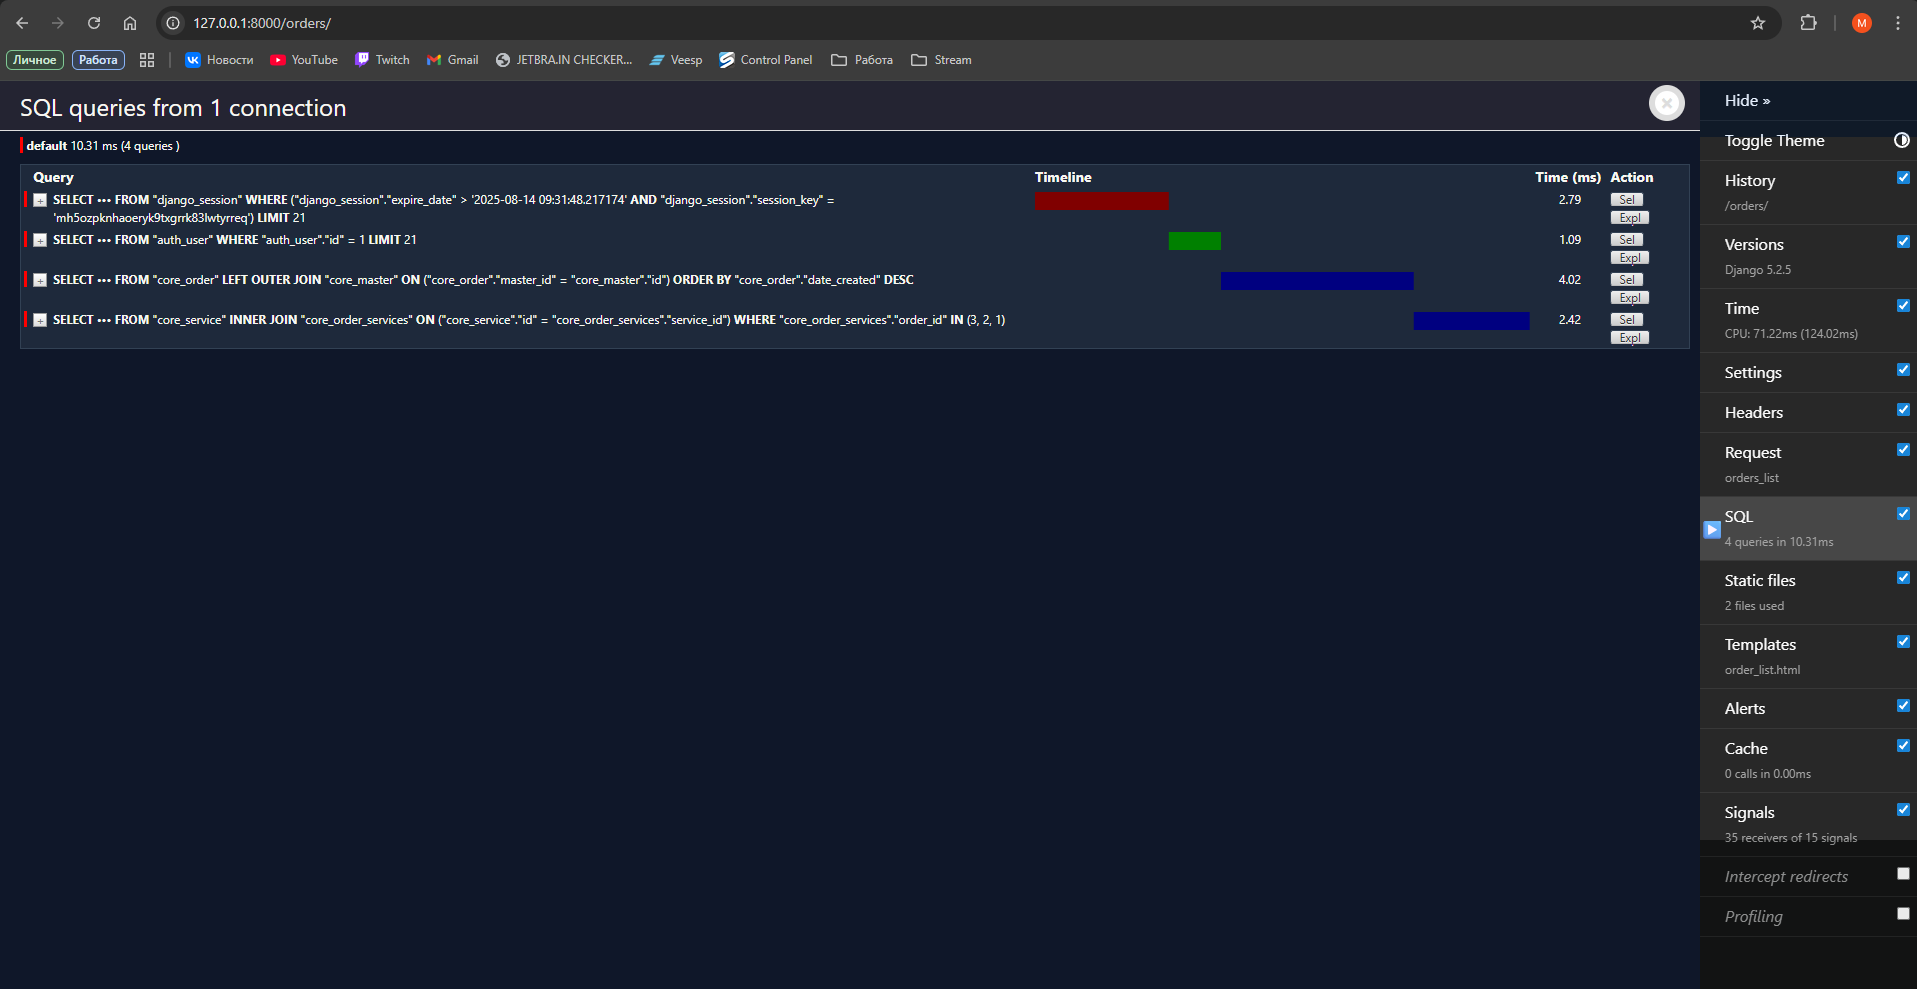 127.0.0.1:8000/orders/
M
Личное Работа Новости YouTube Twitch Gmail JETBRA.IN CHECKER... Veesp Control Panel Работа Stream
SQL queries from 1 connection
default 10.31 ms (4 queries )
Query Timeline Time (ms) Action
+ SELECT ••• FROM "django_session" WHERE ("django_session"."expire_date" > '2025-08-14 09:31:48.217174' AND "django_session"."session_key" =
'mh5ozpknhaoeryk9txgrrk83lwtyrreq') LIMIT 21
2.79
Sel
Expl
+ SELECT ••• FROM "auth_user" WHERE "auth_user"."id" = 1 LIMIT 21
1.09
Sel
Expl
+ SELECT ••• FROM "core_order" LEFT OUTER JOIN "core_master" ON ("core_order"."master_id" = "core_master"."id") ORDER BY "core_order"."date_created" DESC
4.02
Sel
Expl
+ SELECT ••• FROM "core_service" INNER JOIN "core_order_services" ON ("core_service"."id" = "core_order_services"."service_id") WHERE "core_order_services"."order_id" IN (3, 2, 1)
2.42
Sel
Expl
Hide »
Toggle Theme
History
/orders/
Versions
Django 5.2.5
Time
CPU: 71.22ms (124.02ms)
Settings
Headers
Request
orders_list
SQL
4 queries in 10.31ms
Static files
2 files used
Templates
order_list.html
Alerts
Cache
0 calls in 0.00ms
Signals
35 receivers of 15 signals
Intercept redirects
Profiling